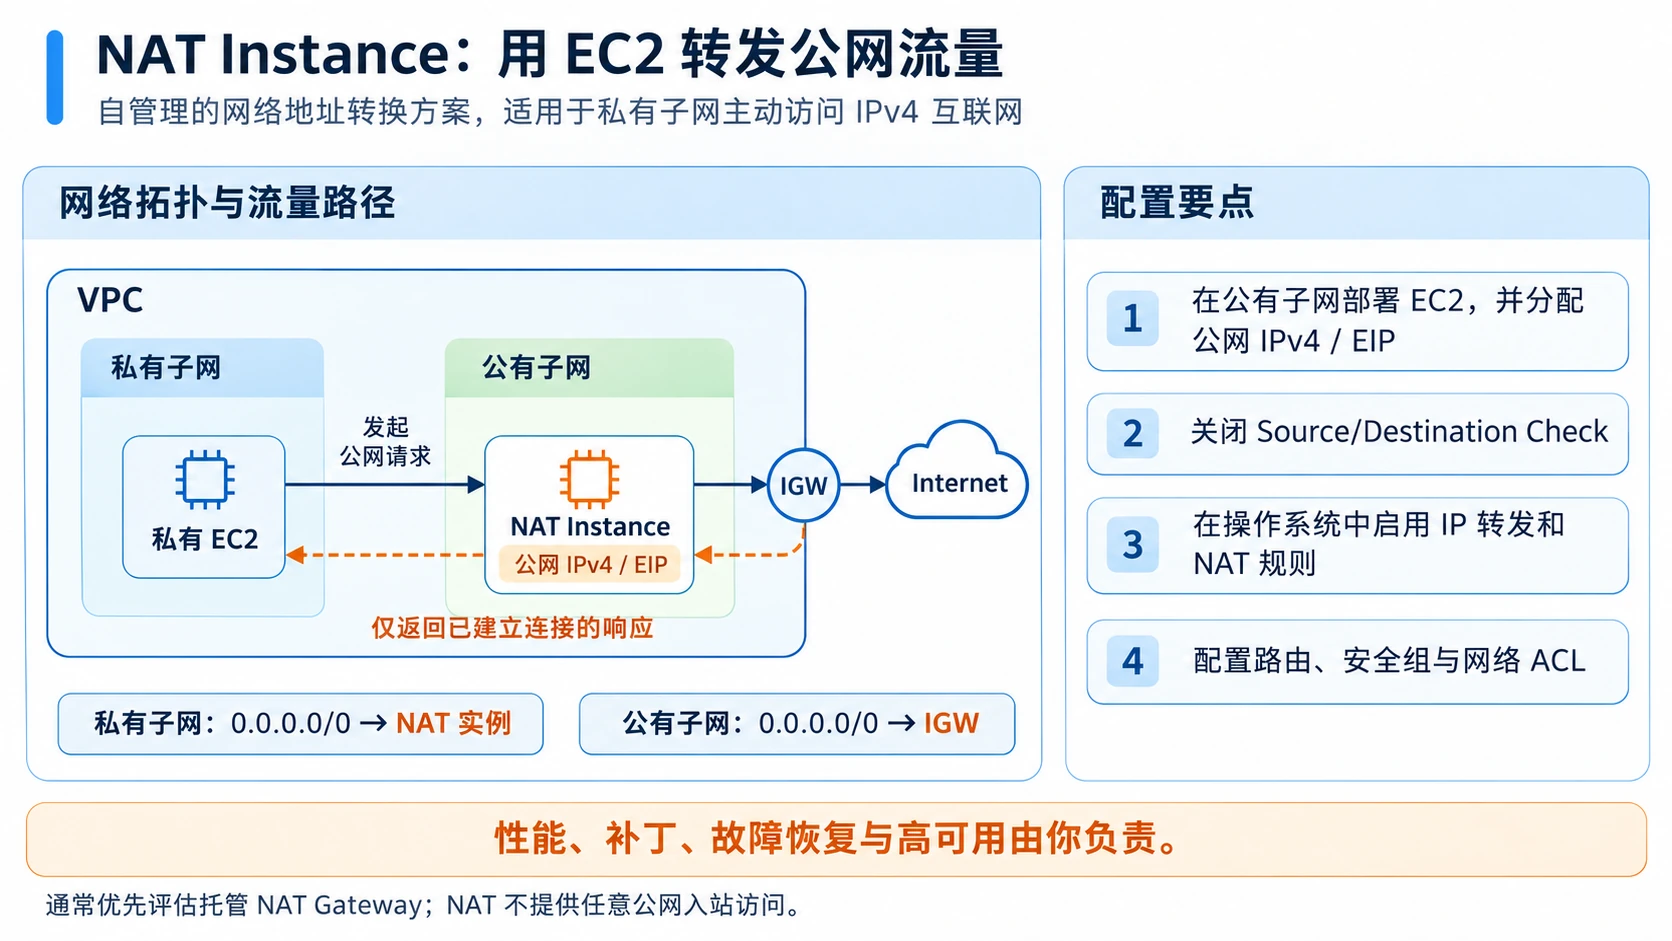 NAT Instance：用 EC2 转发公网流量
自管理的网络地址转换方案，适用于私有子网主动访问 IPv4 互联网
网络拓扑与流量路径
VPC
私有子网
公有子网
发起
公网请求
私有 EC2
NAT Instance
公网 IPv4 / EIP
IGW
Internet
仅返回已建立连接的响应
私有子网：0.0.0.0/0 → NAT 实例
公有子网：0.0.0.0/0 → IGW
配置要点
1
在公有子网部署 EC2，并分配
公网 IPv4 / EIP
2
关闭 Source/Destination Check
3
在操作系统中启用 IP 转发和
NAT 规则
4
配置路由、安全组与网络 ACL
性能、补丁、故障恢复与高可用由你负责。
通常优先评估托管 NAT Gateway；NAT 不提供任意公网入站访问。